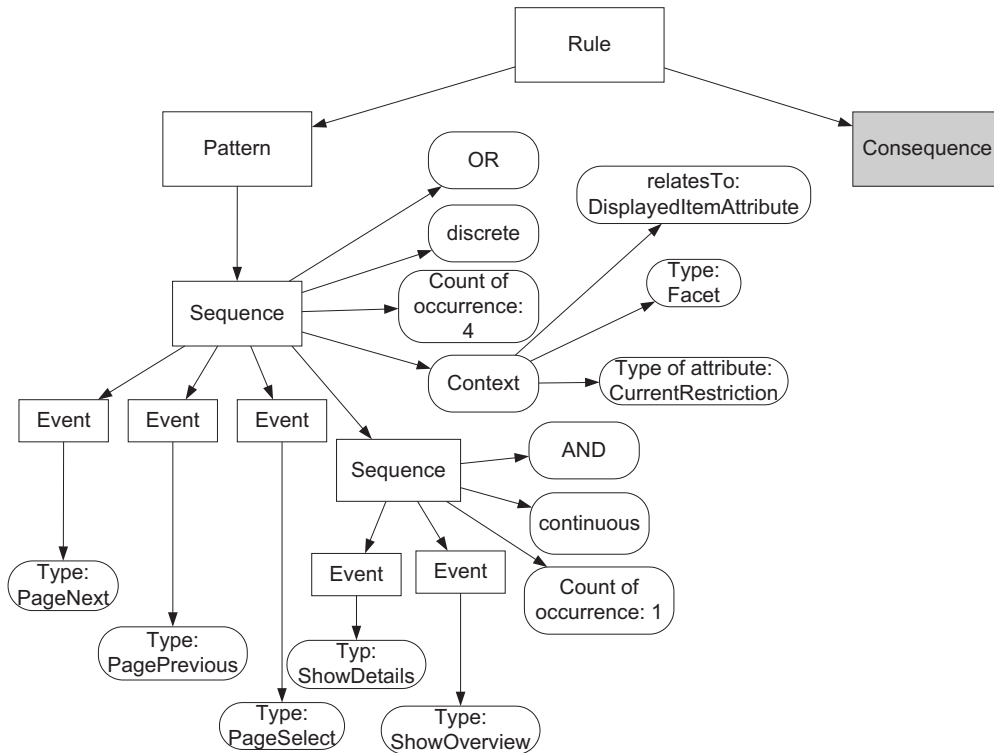 Rule
Pattern
Consequence
OR
relatesTo:
DisplayedItemAttribute
discrete
Type:
Facet
Sequence
Count of
occurrence:
4
Context
Type of attribute:
CurrentRestriction
Event
Event
Event
Sequence
AND
continuous
Event
Event
Count of
occurrence: 1
Type:
PageNext
Type:
PagePrevious
Typ:
ShowDetails
Type:
PageSelect
Type:
ShowOverview